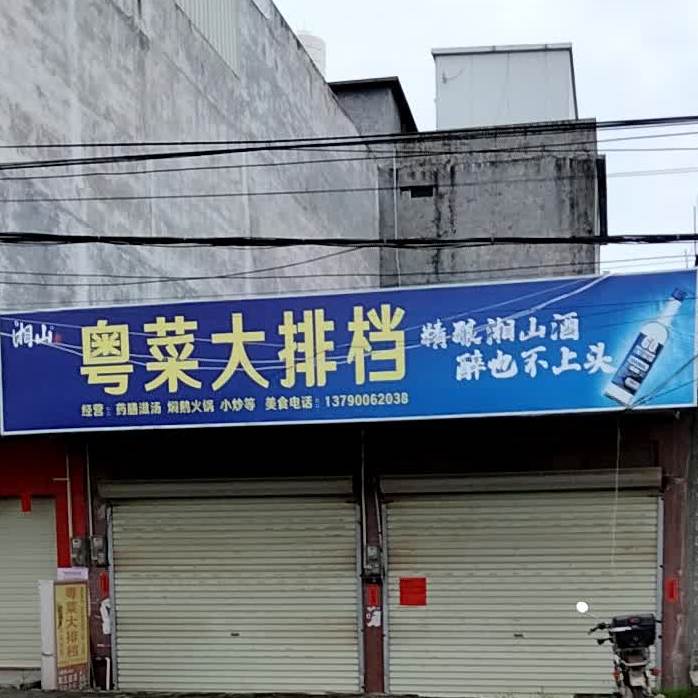 湘山
粤菜大排档
精酿湘山酒
醉也不上头
经营：药膳滋汤 焖鹅火锅 小炒等 美食电话：13790062038
粤菜大排档